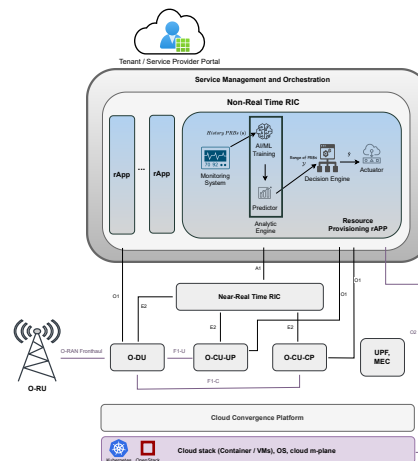 Tenant / Service Provider Portal
Service Management and Orchestration
Non-Real Time RIC
rApp
...
rApp
History PRBs (x)
Monitoring
System
AI/ML
Training
Predictor
Analytic
Engine
Range of PRBs
y
Decision Engine
s
Actuator
Resource
Provisioning rAPP
O1
A1
O1
O1
E2
Near-Real Time RIC
O2
E2
E2
O-RAN Fronthaul
O-RU
O-DU
F1-U
O-CU-UP
O-CU-CP
UPF,
MEC
F1-C
Cloud Convergence Platform
Kubernetes
OpenStack
Cloud stack (Container / VMs), OS, cloud m-plane